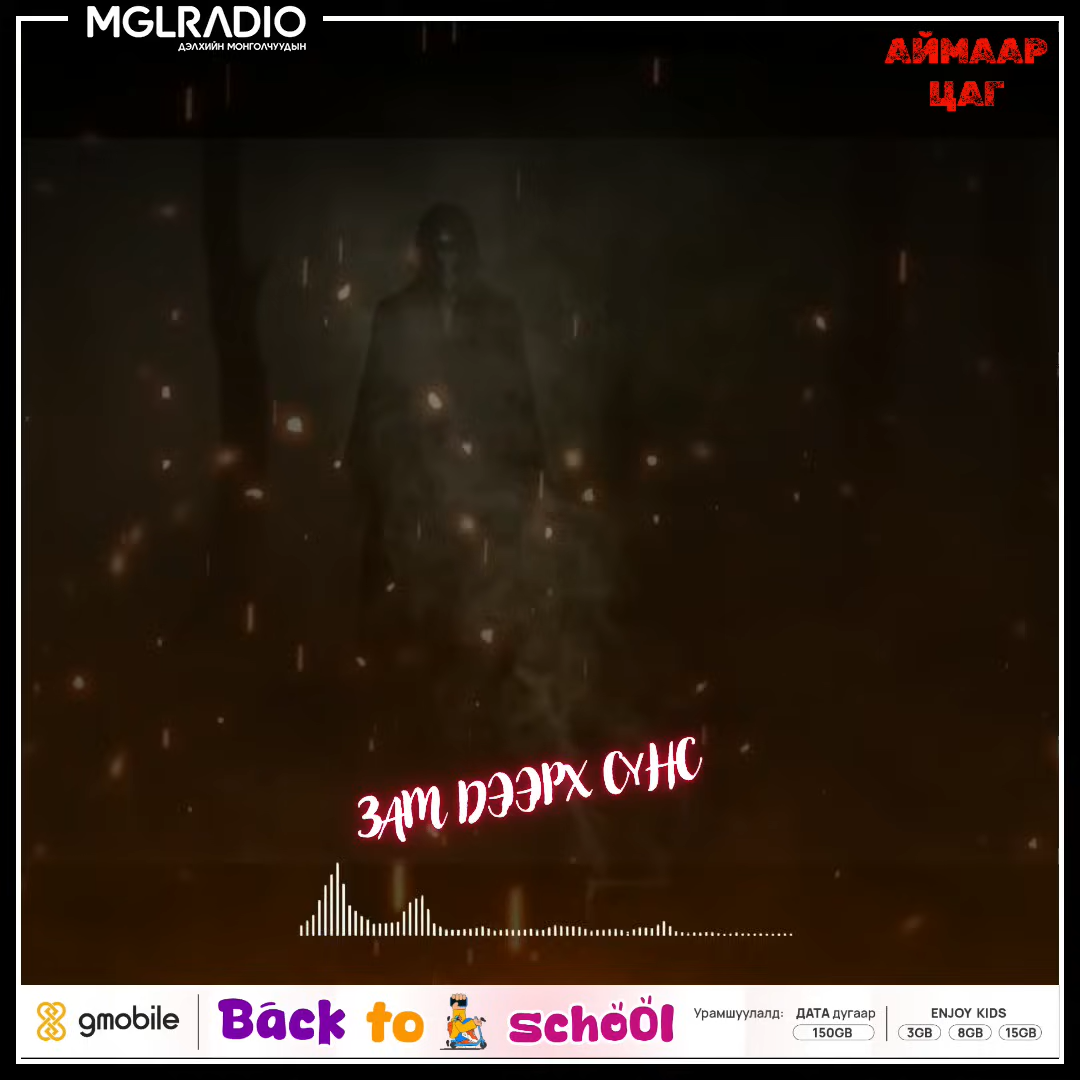 MGLRADIO
ДЭЛХИЙН МОНГОЛЧУУДЫН
АЙМААР
ЦАГ
ЗАМ ДЭЭРХ СҮНС
gmobile
Back to school
Урамшуулалд: ДАТА дугаар
150GB
ENJOY KIDS
3GB 8GB 15GB